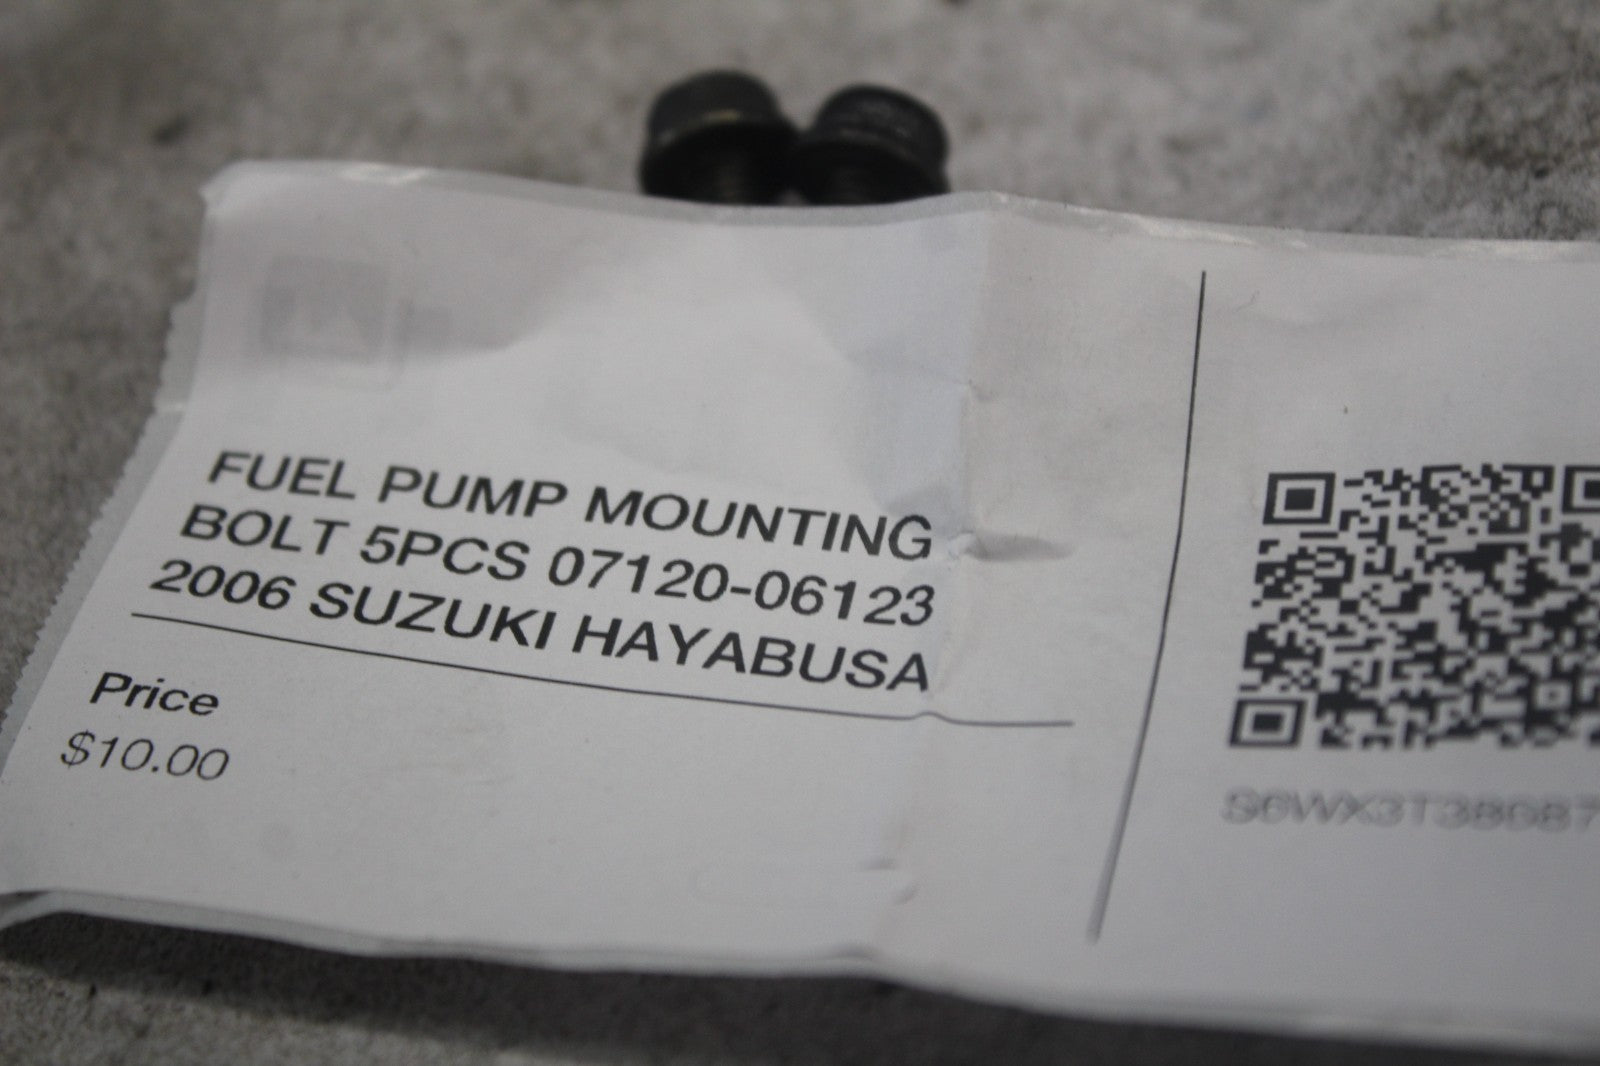 FUEL PUMP MOUNTING
BOLT 5PCS 07120-06123
2006 SUZUKI HAYABUSA
Price
$10.00